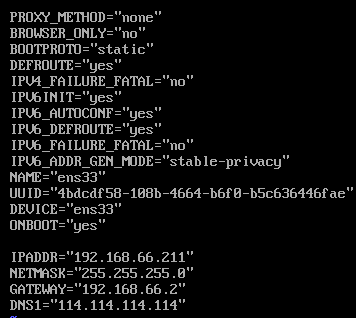 PROXY_METHOD="none"
BROWSER_ONLY="no"
BOOTPROTO="static"
DEFROUTE="yes"
IPV4_FAILURE_FATAL="no"
IPV6INIT="yes"
IPV6_AUTOCONF="yes"
IPV6_DEFROUTE="yes"
IPV6_FAILURE_FATAL="no"
IPV6_ADDR_GEN_MODE="stable-privacy"
NAME="ens33"
UUID="4bdcdf58-108b-4664-b6f0-b5c636446fae"
DEVICE="ens33"
ONBOOT="yes"
IPADDR="192.168.66.211"
NETMASK="255.255.255.0"
GATEWAY="192.168.66.2"
DNS1="114.114.114.114"